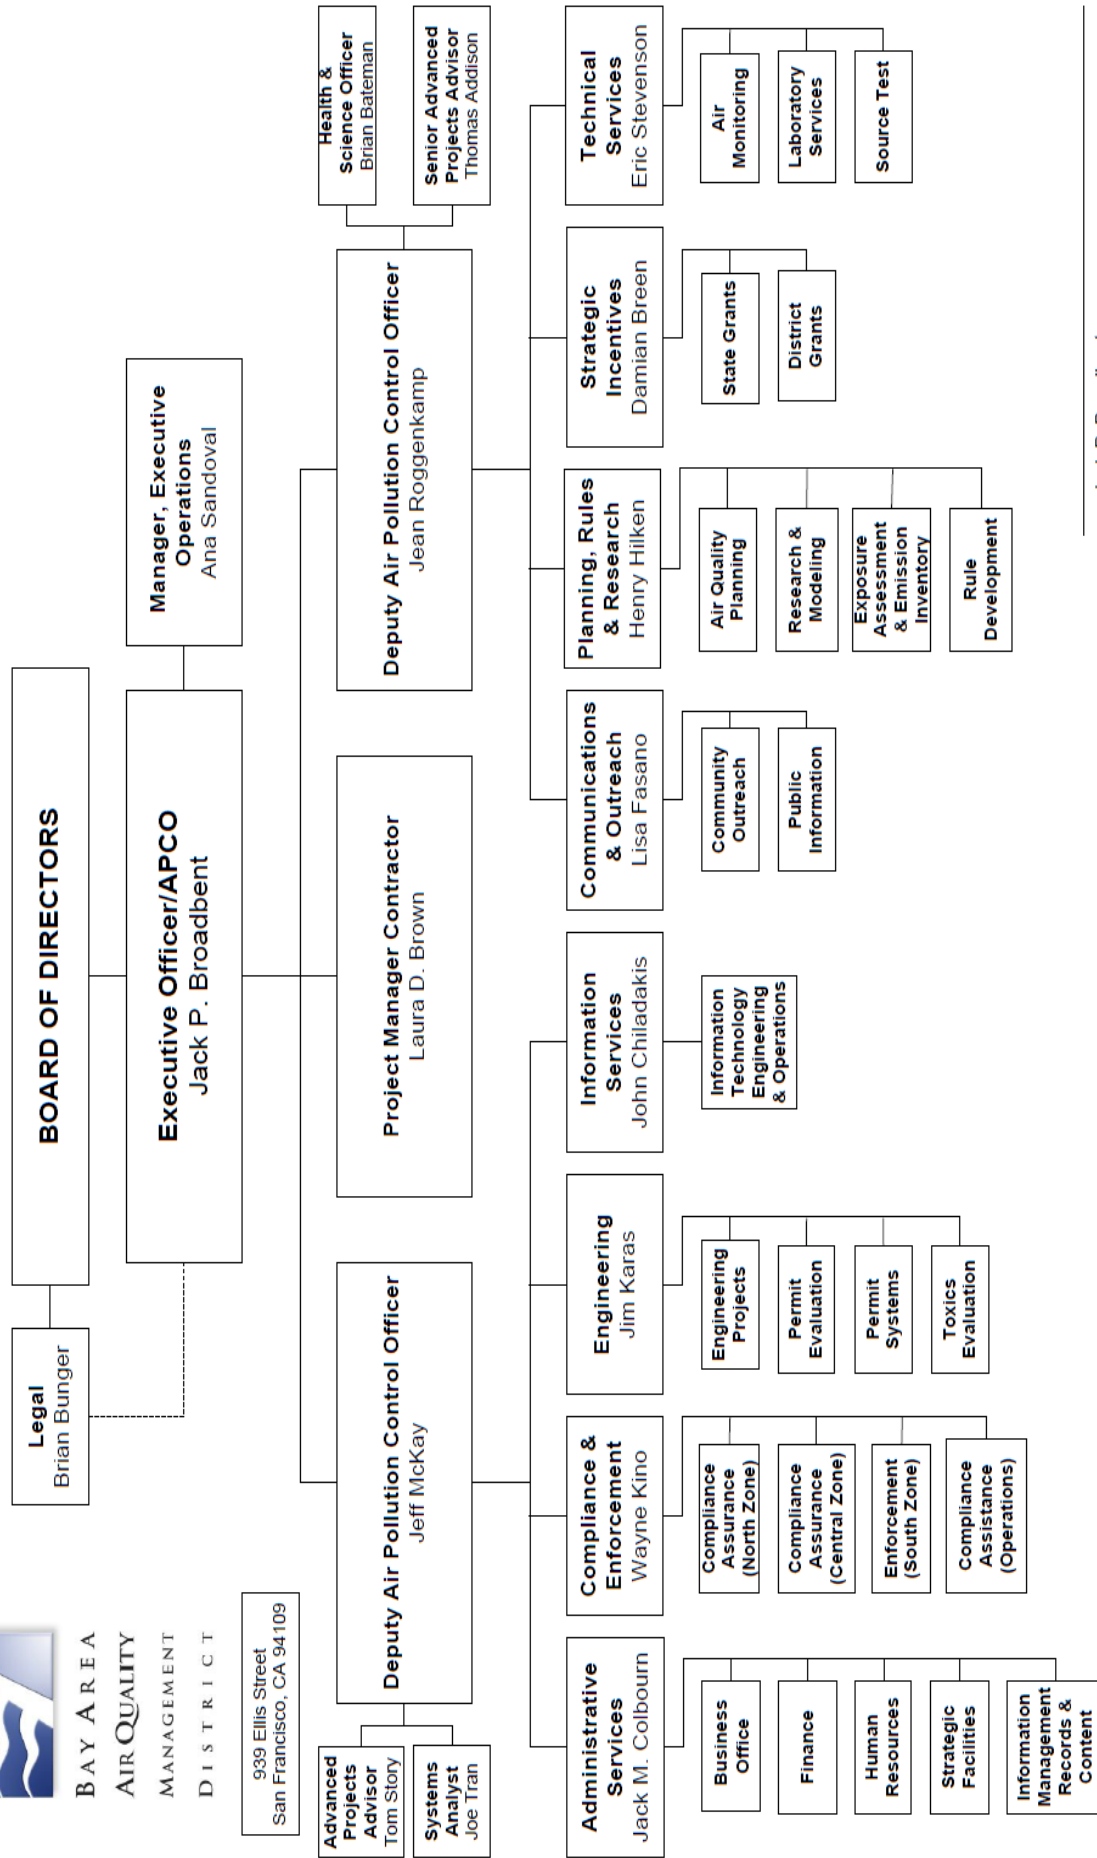 BAY AREA
AIR QUALITY
MANAGEMENT
DISTRICT
939 Ellis Street
San Francisco, CA 94109
Legal
Brian Bunger
BOARD OF DIRECTORS
Executive Officer/APCO
Jack P. Broadbent
Manager, Executive
Operations
Ana Sandoval
Advanced
Projects
Advisor
Tom Story
Systems
Analyst
Joe Tran
Deputy Air Pollution Control Officer
Jeff McKay
Project Manager Contractor
Laura D. Brown
Deputy Air Pollution Control Officer
Jean Roggenkamp
Health &
Science Officer
Brian Bateman
Senior Advanced
Projects Advisor
Thomas Addison
Administrative
Services
Jack M. Colbourn
Business
Office
Finance
Human
Resources
Strategic
Facilities
Information
Management
Records &
Content
Compliance &
Enforcement
Wayne Kino
Compliance
Assurance
(North Zone)
Compliance
Assurance
(Central Zone)
Enforcement
(South Zone)
Compliance
Assistance
(Operations)
Engineering
Jim Karas
Engineering
Projects
Permit
Evaluation
Permit
Systems
Toxics
Evaluation
Information
Services
John Chiladakis
Information
Technology
Engineering
& Operations
Communications
& Outreach
Lisa Fasano
Community
Outreach
Public
Information
Planning, Rules
& Research
Henry Hilken
Air Quality
Planning
Research &
Modeling
Exposure
Assessment
& Emission
Inventory
Rule
Development
Strategic
Incentives
Damian Breen
State Grants
District
Grants
Technical
Services
Eric Stevenson
Air
Monitoring
Laboratory
Services
Source Test